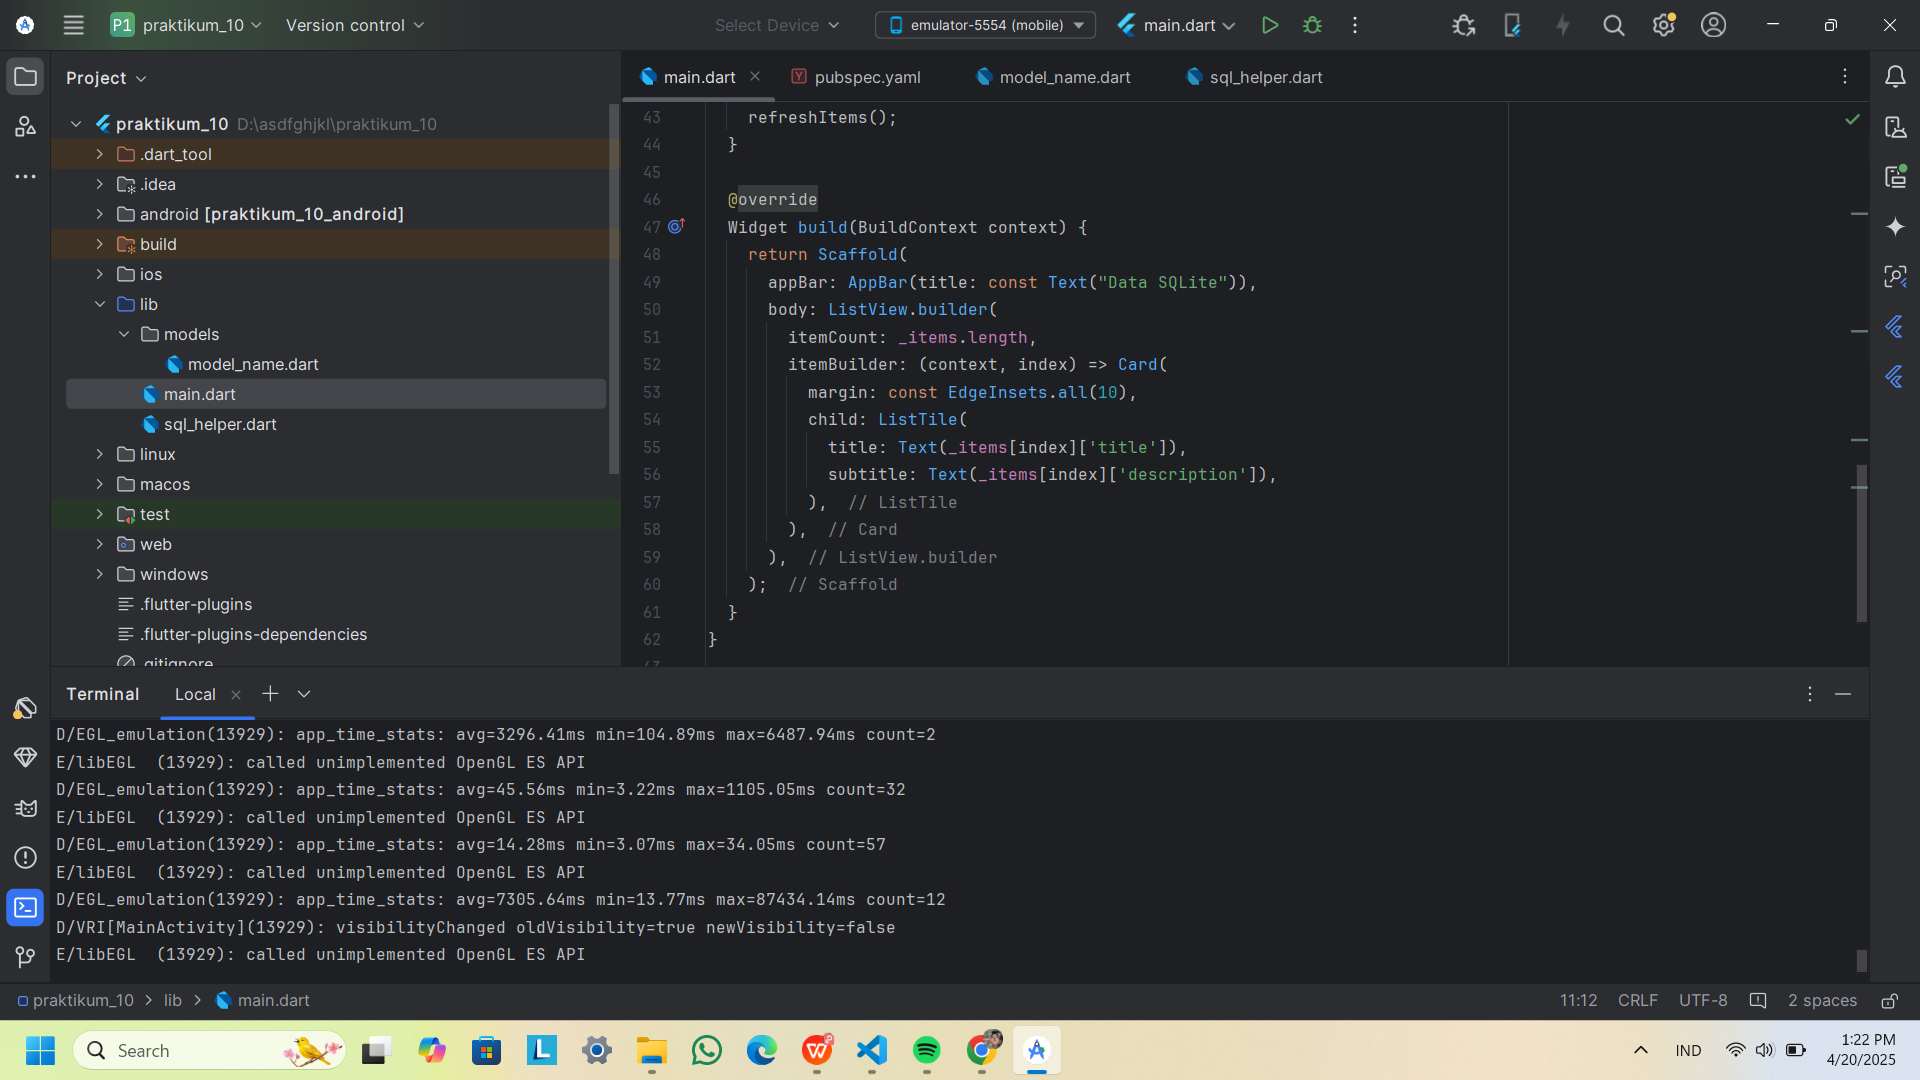 P1 praktikum_10 Version control Select Device emulator-5554 (mobile) main.dart
Project
praktikum_10 D:\asdfghjkl\praktikum_10
.dart_tool
.idea
android [praktikum_10_android]
build
ios
lib
models
model_name.dart
main.dart
sql_helper.dart
linux
macos
test
web
windows
.flutter-plugins
.flutter-plugins-dependencies
.gitignore
main.dart pubspec.yaml model_name.dart sql_helper.dart
43 refreshItems();
44 }
45
46 @override
47 Widget build(BuildContext context) {
48 return Scaffold(
49 appBar: AppBar(title: const Text("Data SQLite")),
50 body: ListView.builder(
51 itemCount: _items.length,
52 itemBuilder: (context, index) => Card(
53 margin: const EdgeInsets.all(10),
54 child: ListTile(
55 title: Text(_items[index]['title']),
56 subtitle: Text(_items[index]['description']),
57 ), // ListTile
58 ), // Card
59 ), // ListView.builder
60 ); // Scaffold
61 }
62 }
63
Terminal Local
D/EGL_emulation(13929): app_time_stats: avg=3296.41ms min=104.89ms max=6487.94ms count=2
E/libEGL (13929): called unimplemented OpenGL ES API
D/EGL_emulation(13929): app_time_stats: avg=45.56ms min=3.22ms max=1105.05ms count=32
E/libEGL (13929): called unimplemented OpenGL ES API
D/EGL_emulation(13929): app_time_stats: avg=14.28ms min=3.07ms max=34.05ms count=57
E/libEGL (13929): called unimplemented OpenGL ES API
D/EGL_emulation(13929): app_time_stats: avg=7305.64ms min=13.77ms max=87434.14ms count=12
D/VRI[MainActivity](13929): visibilityChanged oldVisibility=true newVisibility=false
E/libEGL (13929): called unimplemented OpenGL ES API
praktikum_10 > lib > main.dart 11:12 CRLF UTF-8 2 spaces
Search IND 1:22 PM
4/20/2025